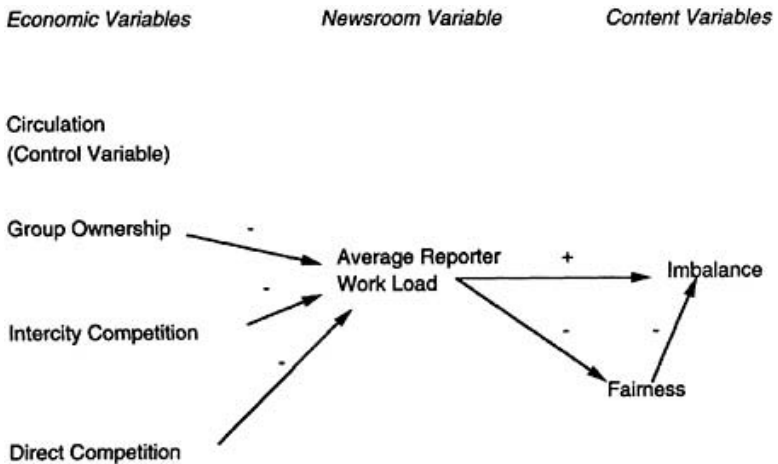 Economic Variables
Newsroom Variable
Content Variables
Circulation
(Control Variable)
Group Ownership
-
Average Reporter
Work Load
+
Imbalance
-
Intercity Competition
-
-
-
Fairness
Direct Competition